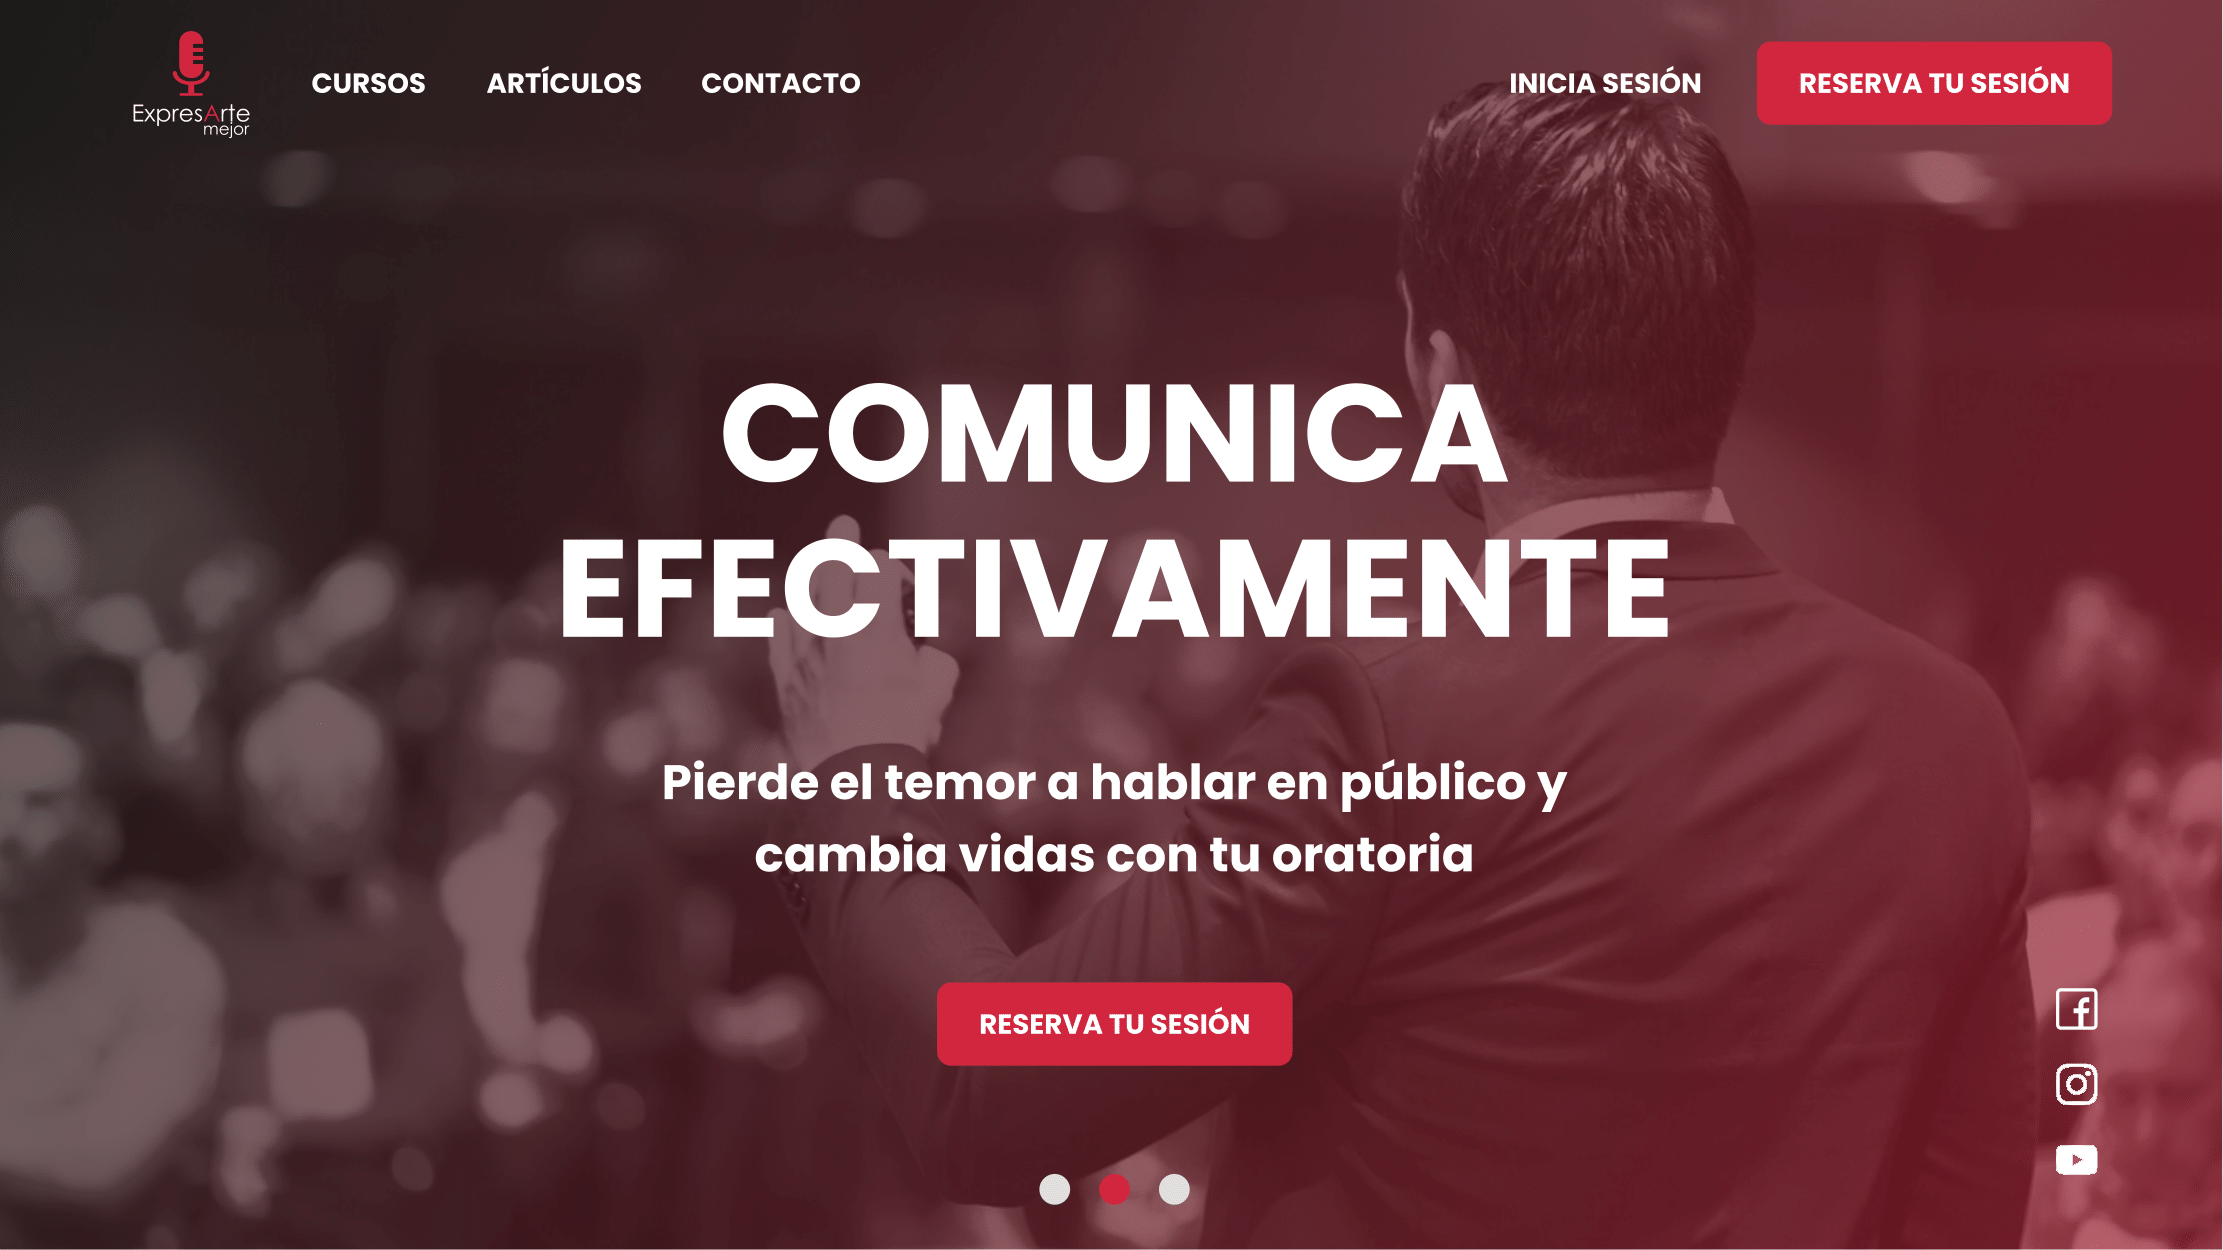 ExpresArte
mejor
CURSOS
ARTÍCULOS
CONTACTO
INICIA SESIÓN
RESERVA TU SESIÓN
COMUNICA
EFECTIVAMENTE
Pierde el temor a hablar en público y
cambia vidas con tu oratoria
RESERVA TU SESIÓN